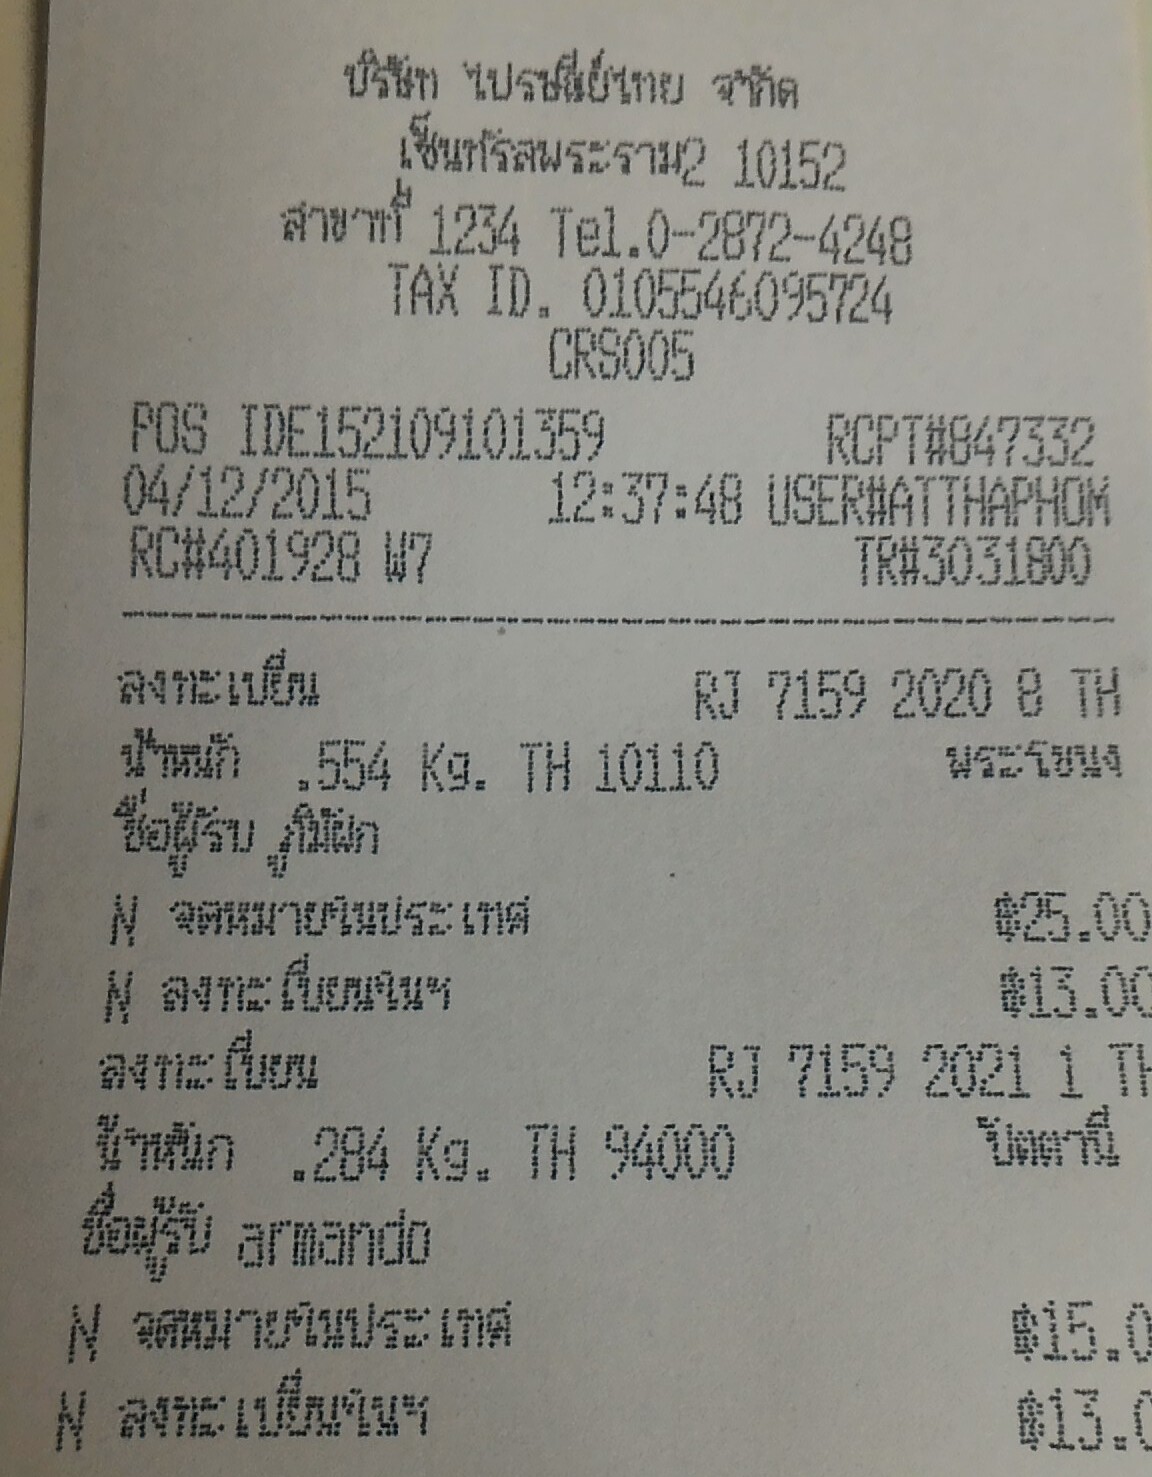 บริษัท ไปรษณีย์ไทย จำกัด
เซ็นทรัลพระราม2 10152
สาขาที่ 1234 Tel.0-2872-4248
TAX ID. 0105546095724
CRS005
POS IDE152109101359 RCPT#847332
04/12/2015 12:37:48 USER#ATTHAPHOM
RC#401928 W7 TR#3031800
ลงทะเบียน RJ 7159 2020 8 TH
น้ำหนัก .554 Kg. TH 10110 พระโขนง
ชื่อผู้รับ
N จดหมายในประเทศ ฿25.00
N ลงทะเบียนในฯ ฿13.00
ลงทะเบียน RJ 7159 2021 1 TH
น้ำหนัก .284 Kg. TH 94000 ปัตตานี
ชื่อผู้รับ armando
N จดหมายในประเทศ ฿15.0
N ลงทะเบียนในฯ ฿13.0